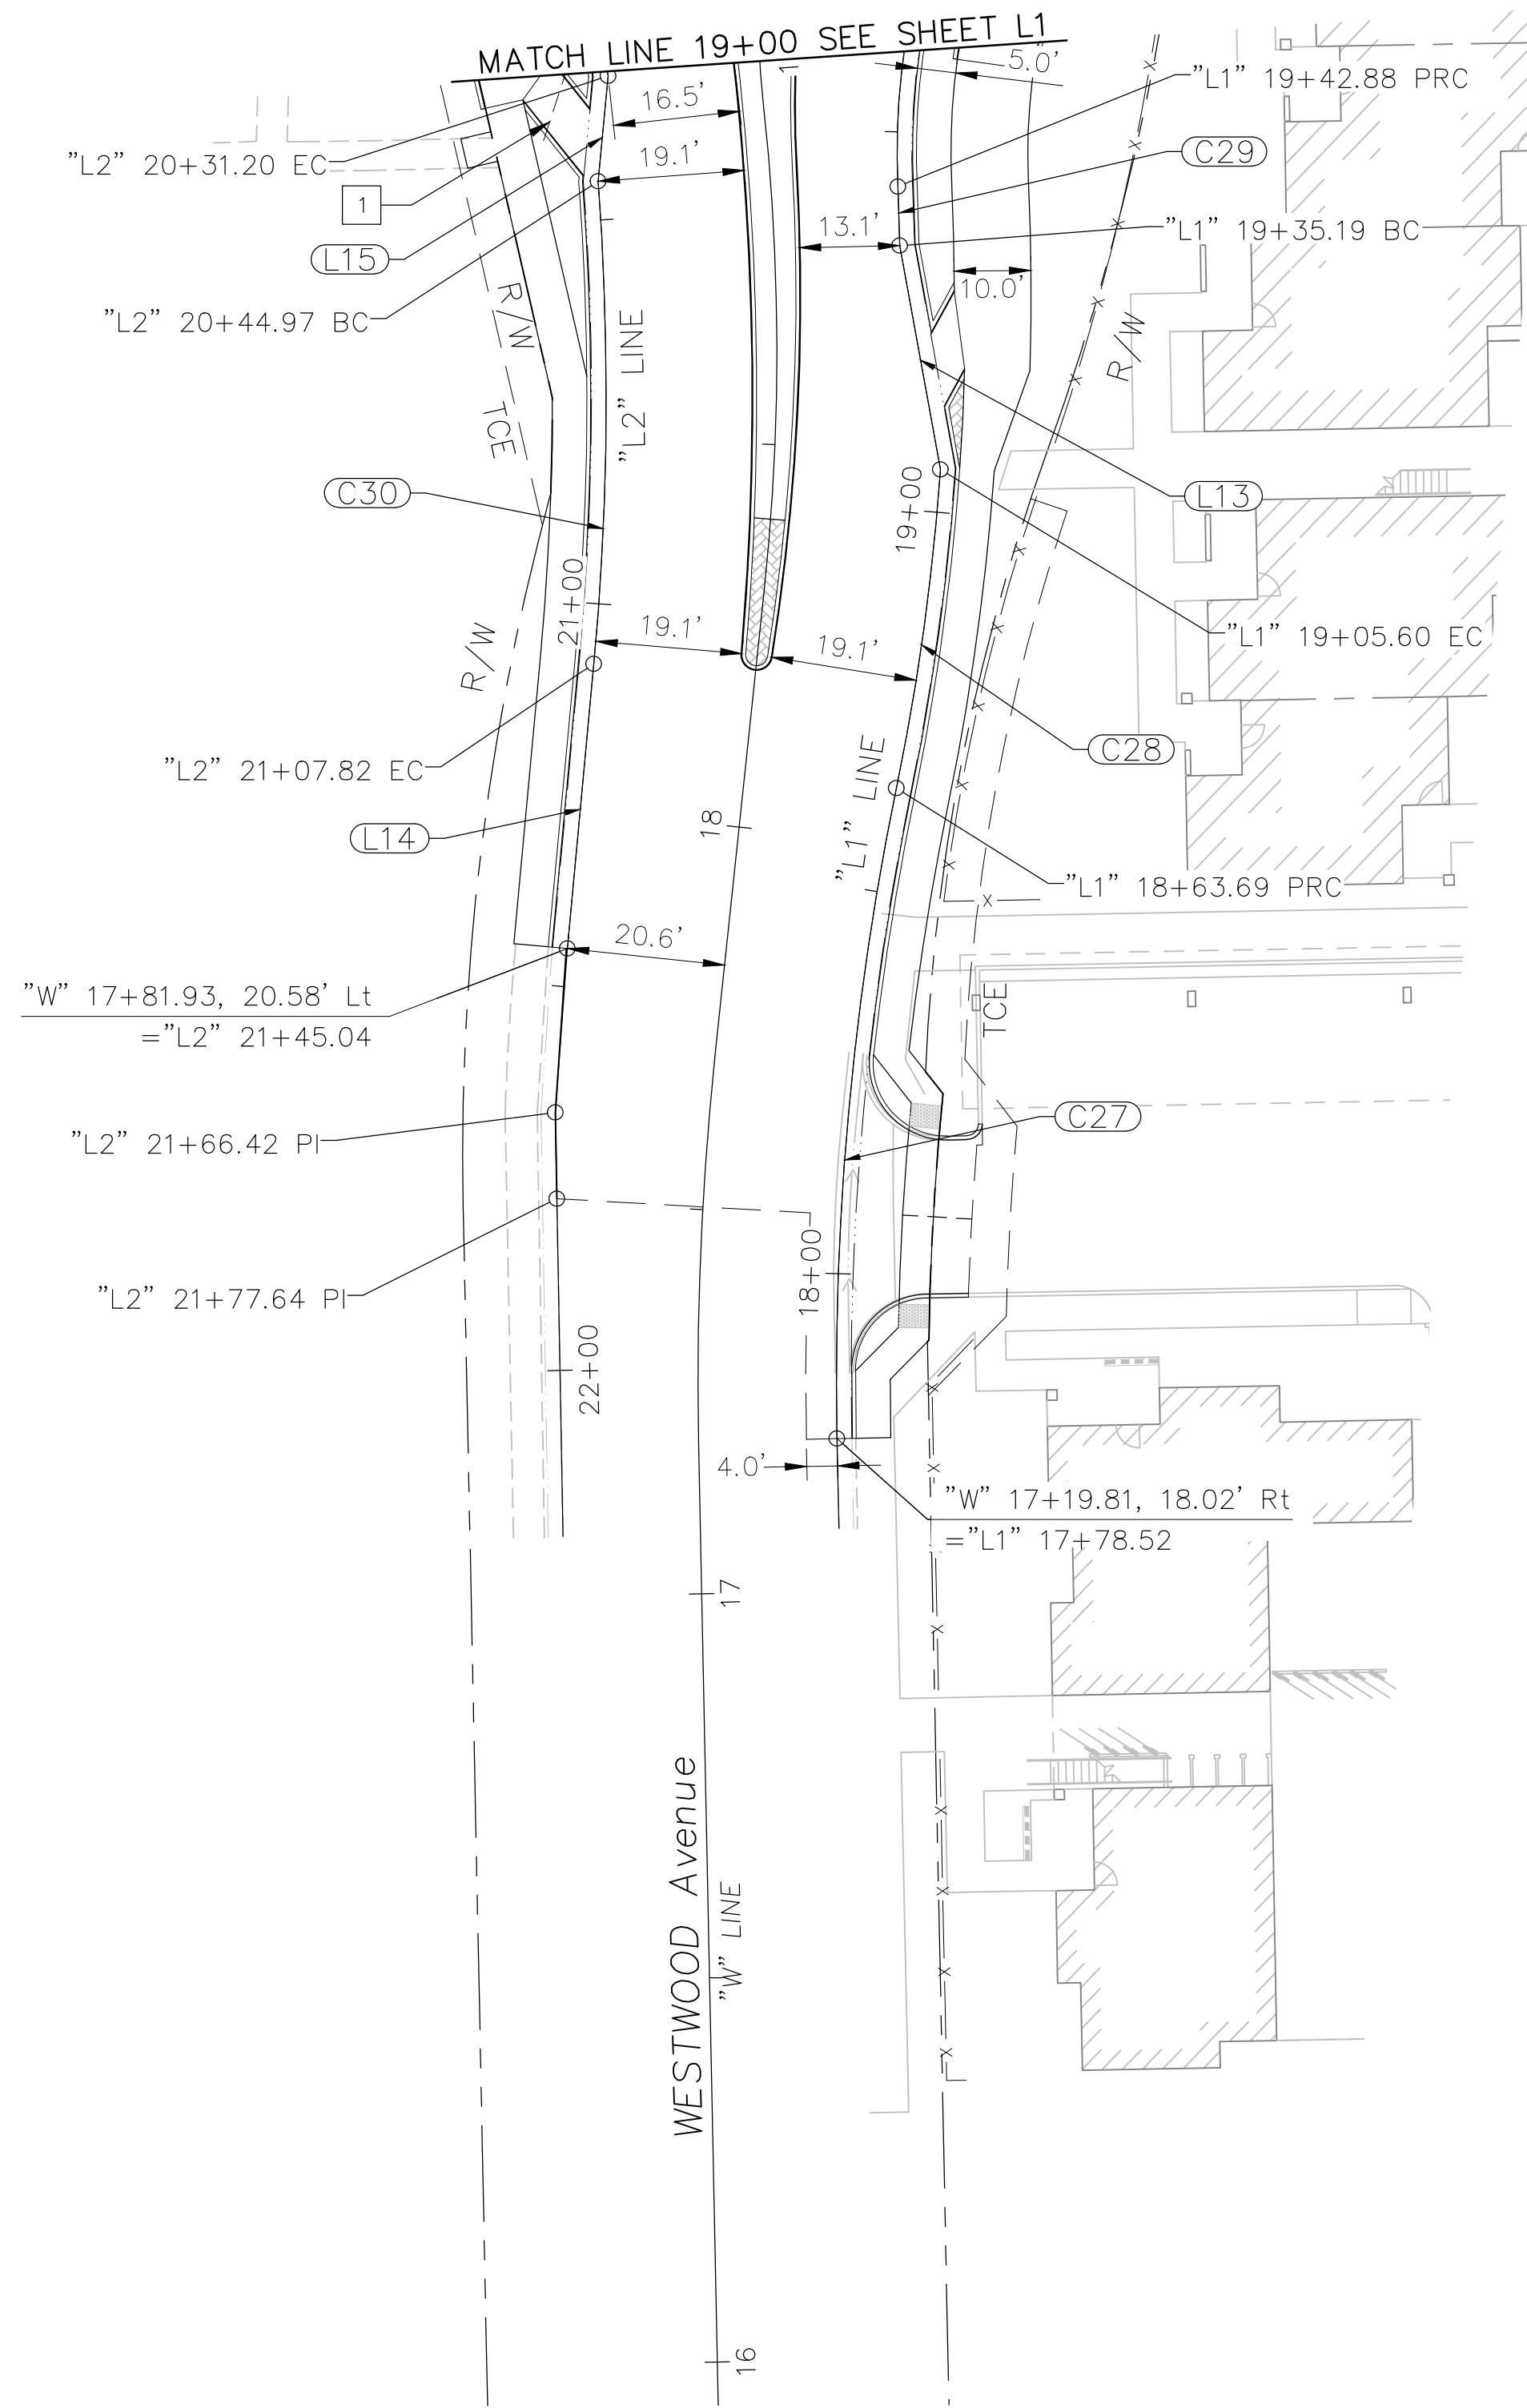 MATCH LINE 19+00 SEE SHEET L1
5.0'
"L1" 19+42.88 PRC
16.5'
"L2" 20+31.20 EC
19.1'
C29
1
13.1'
"L1" 19+35.19 BC
L15
10.0'
"L2" 20+44.97 BC
R/W
"L2" LINE
R/W
TCE
C30
19+00
L13
21+00
19.1'
19.1'
"L1" 19+05.60 EC
R/W
"L2" 21+07.82 EC
"L1" LINE
C28
L14
18
"L1" 18+63.69 PRC
20.6'
"W" 17+81.93, 20.58' Lt
="L2" 21+45.04
TCE
C27
"L2" 21+66.42 PI
18+00
"L2" 21+77.64 PI
22+00
4.0'
"W" 17+19.81, 18.02' Rt
="L1" 17+78.52
17
WESTWOOD Avenue
"W" LINE
16